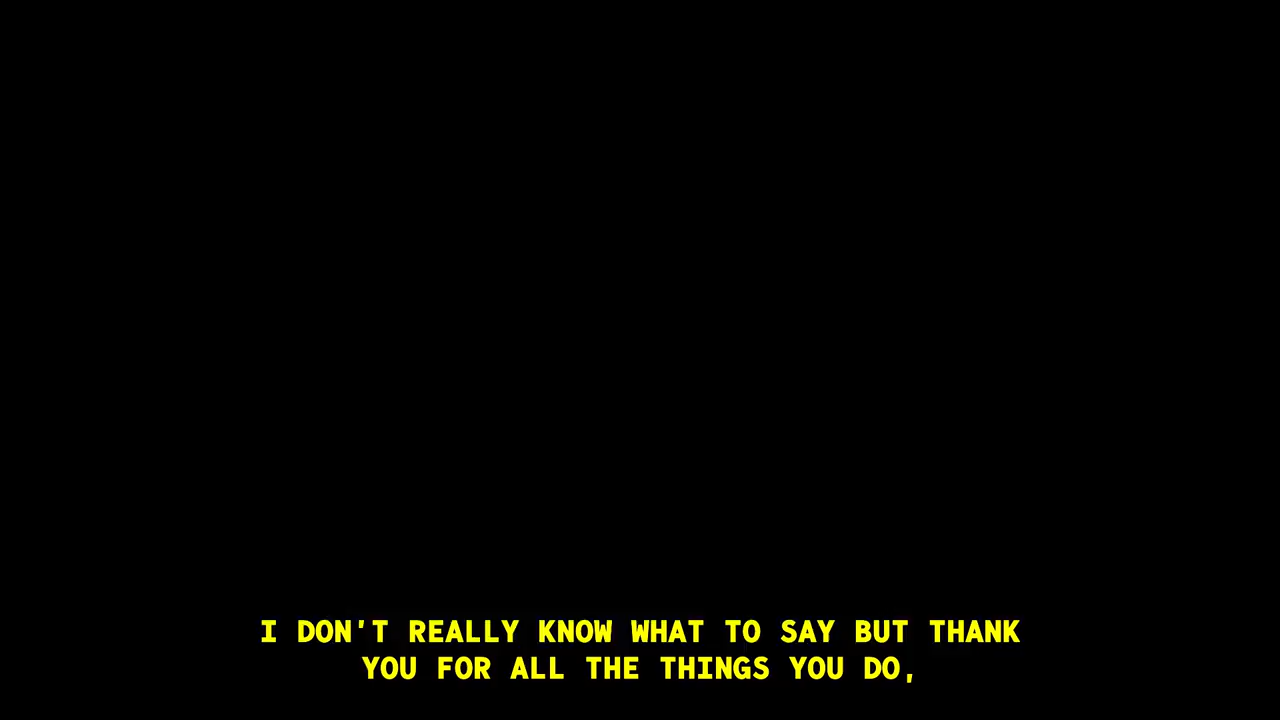 I DON'T REALLY KNOW WHAT TO SAY BUT THANK
YOU FOR ALL THE THINGS YOU DO,